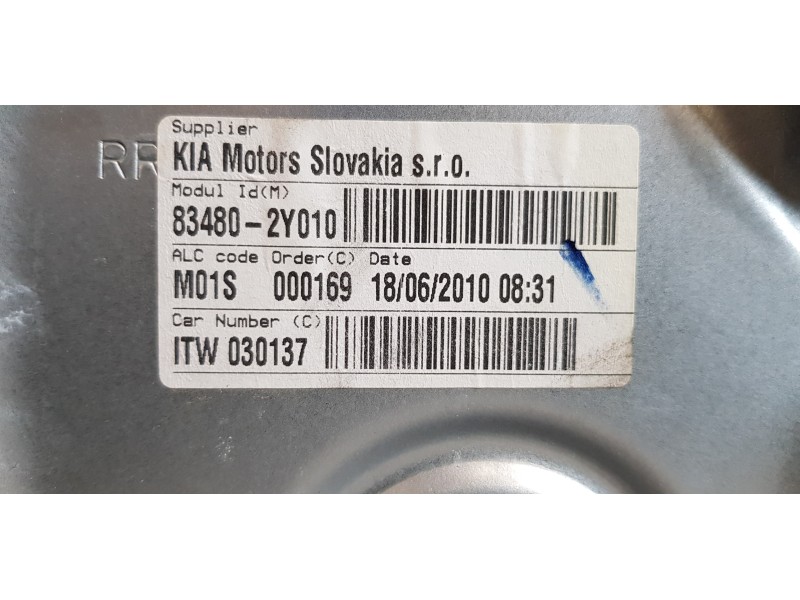 RR
Supplier
KIA Motors Slovakia s.r.o.
Modul Id(M)
83480-2Y010
ALC code Order(C) Date
M01S 000169 18/06/2010 08:31
Car Number (C)
ITW 030137